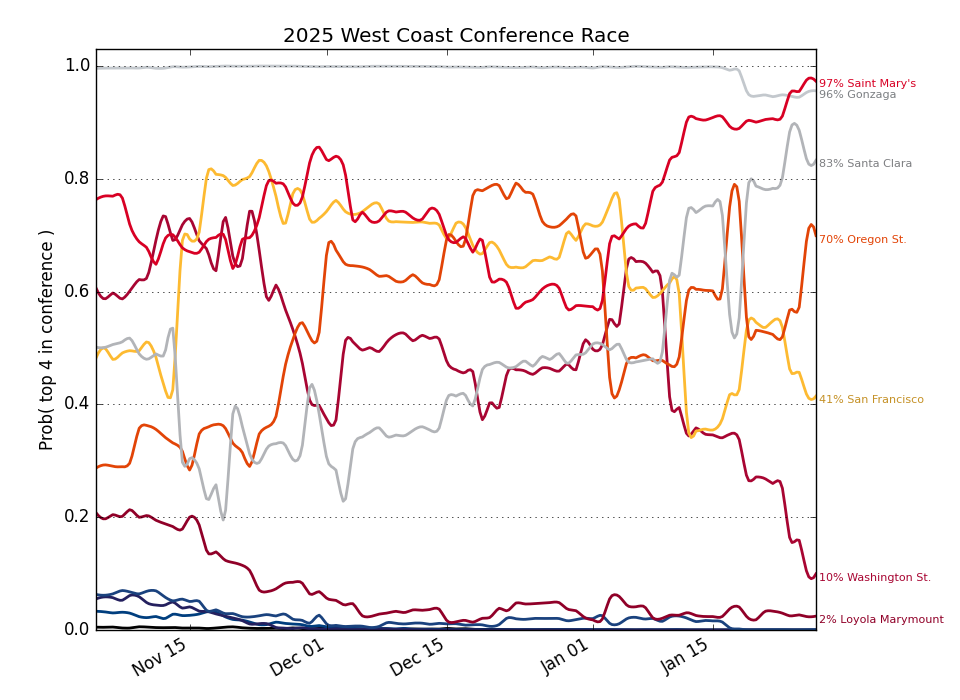 2025 West Coast Conference Race
Prob( top 4 in conference )
1.0
0.8
0.6
0.4
0.2
0.0
Nov 15
Dec 01
Dec 15
Jan 01
Jan 15
97% Saint Mary's
96% Gonzaga
83% Santa Clara
70% Oregon St.
41% San Francisco
10% Washington St.
2% Loyola Marymount